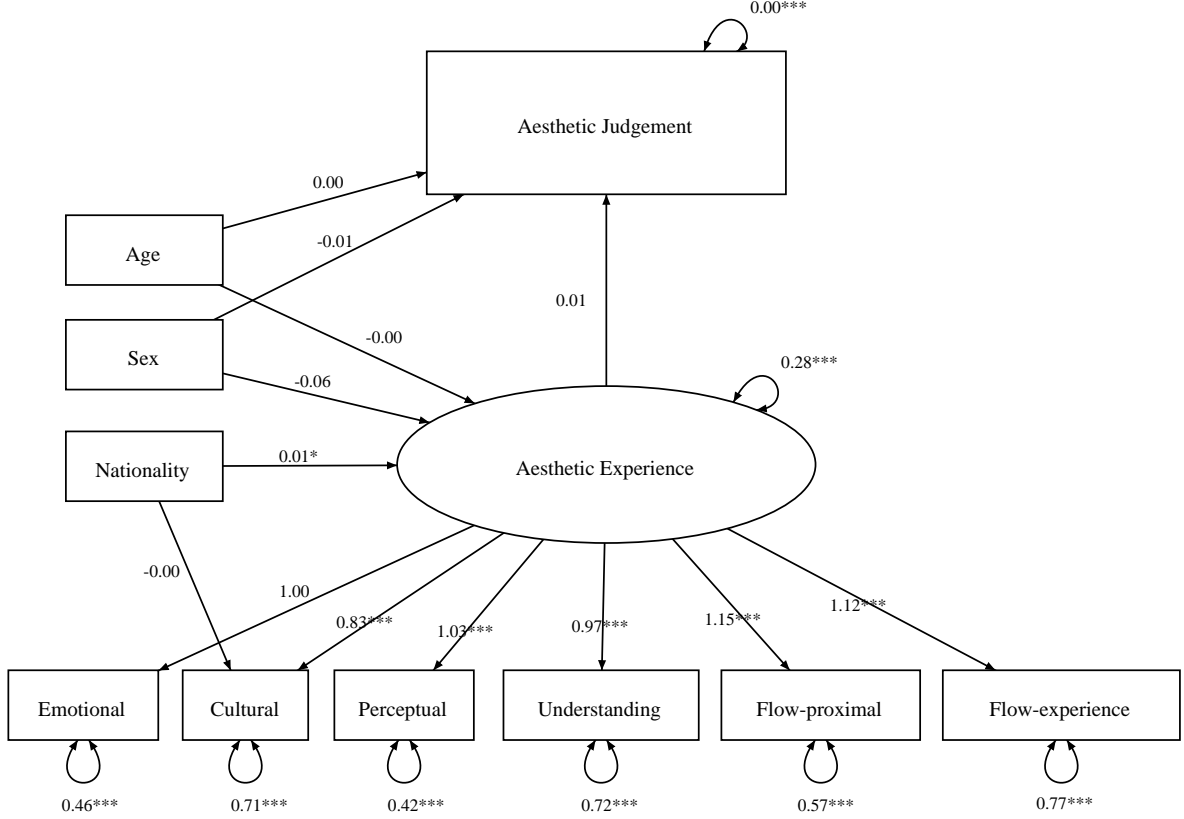 0.00***
Aesthetic Judgement
0.00
-0.01
Age
0.01
-0.00
Sex
0.28***
-0.06
Nationality
0.01*
Aesthetic Experience
-0.00
1.00
0.83***
1.03***
0.97***
1.15***
1.12***
Emotional
Cultural
Perceptual
Understanding
Flow-proximal
Flow-experience
0.46***
0.71***
0.42***
0.72***
0.57***
0.77***